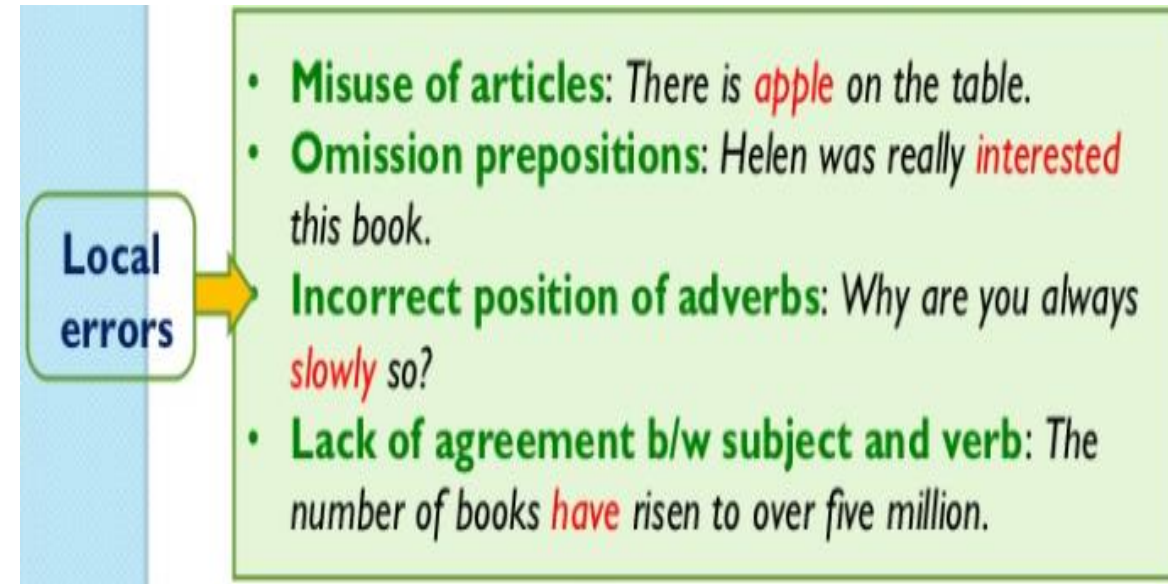 Local
errors
• Misuse of articles: There is apple on the table.
• Omission prepositions: Helen was really interested
this book.
• Incorrect position of adverbs: Why are you always
slowly so?
• Lack of agreement b/w subject and verb: The
number of books have risen to over five million.